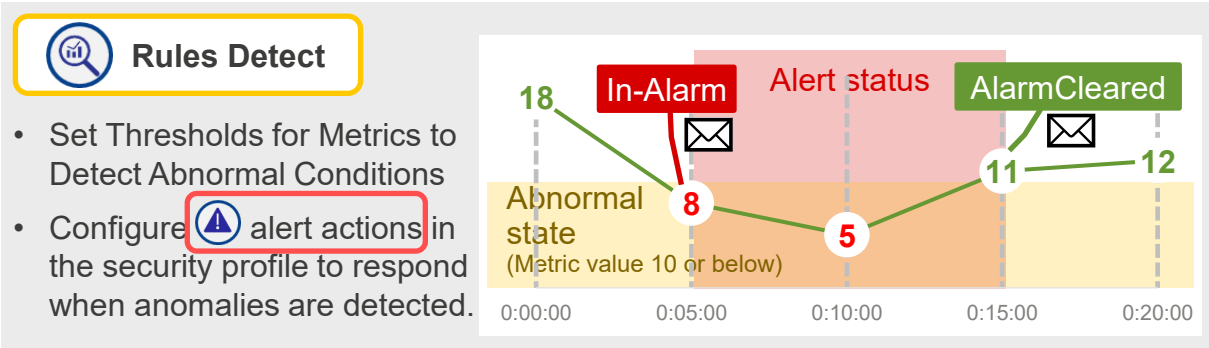 Rules Detect
• Set Thresholds for Metrics to
Detect Abnormal Conditions
• Configure alert actions in
the security profile to respond
when anomalies are detected.
18
In-Alarm
Alert status
AlarmCleared
8
5
11
12
Abnormal
state
(Metric value 10 or below)
0:00:00
0:05:00
0:10:00
0:15:00
0:20:00